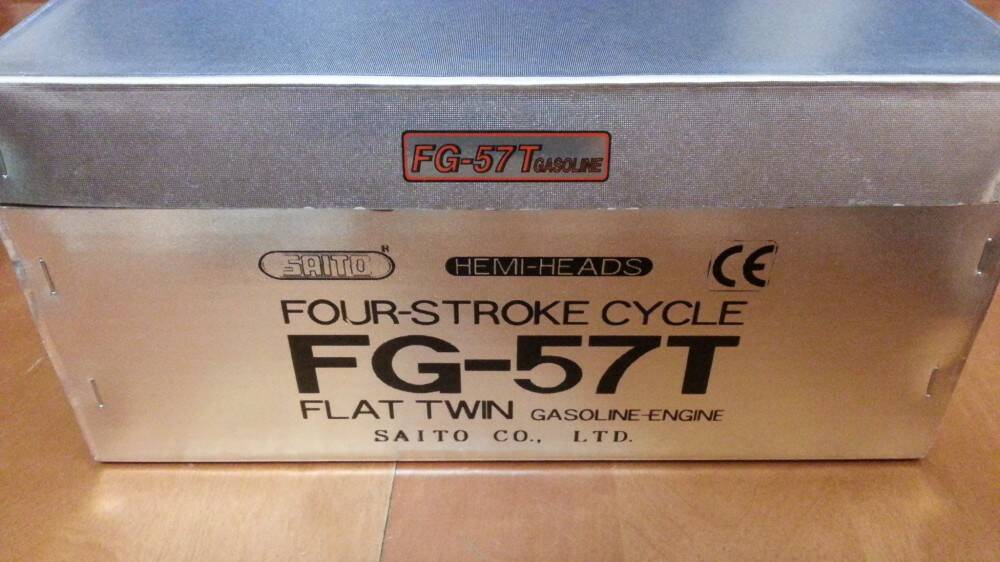 FG-57T GASOLINE
SAITO R HEMI-HEADS CE
FOUR-STROKE CYCLE
FG-57T
FLAT TWIN GASOLINE-ENGINE
SAITO CO., LTD.